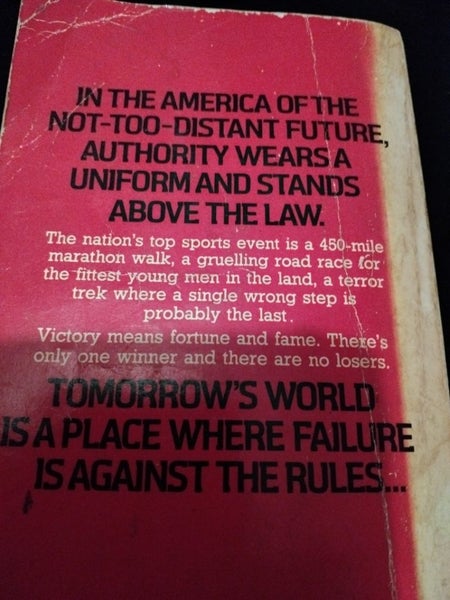 IN THE AMERICA OF THE
NOT-TOO-DISTANT FUTURE,
AUTHORITY WEARS A
UNIFORM AND STANDS
ABOVE THE LAW.
The nation's top sports event is a 450-mile
marathon walk, a gruelling road race for
the fittest young men in the land, a terror
trek where a single wrong step is
probably the last.
Victory means fortune and fame. There's
only one winner and there are no losers.
TOMORROW'S WORLD
IS A PLACE WHERE FAILURE
IS AGAINST THE RULES...